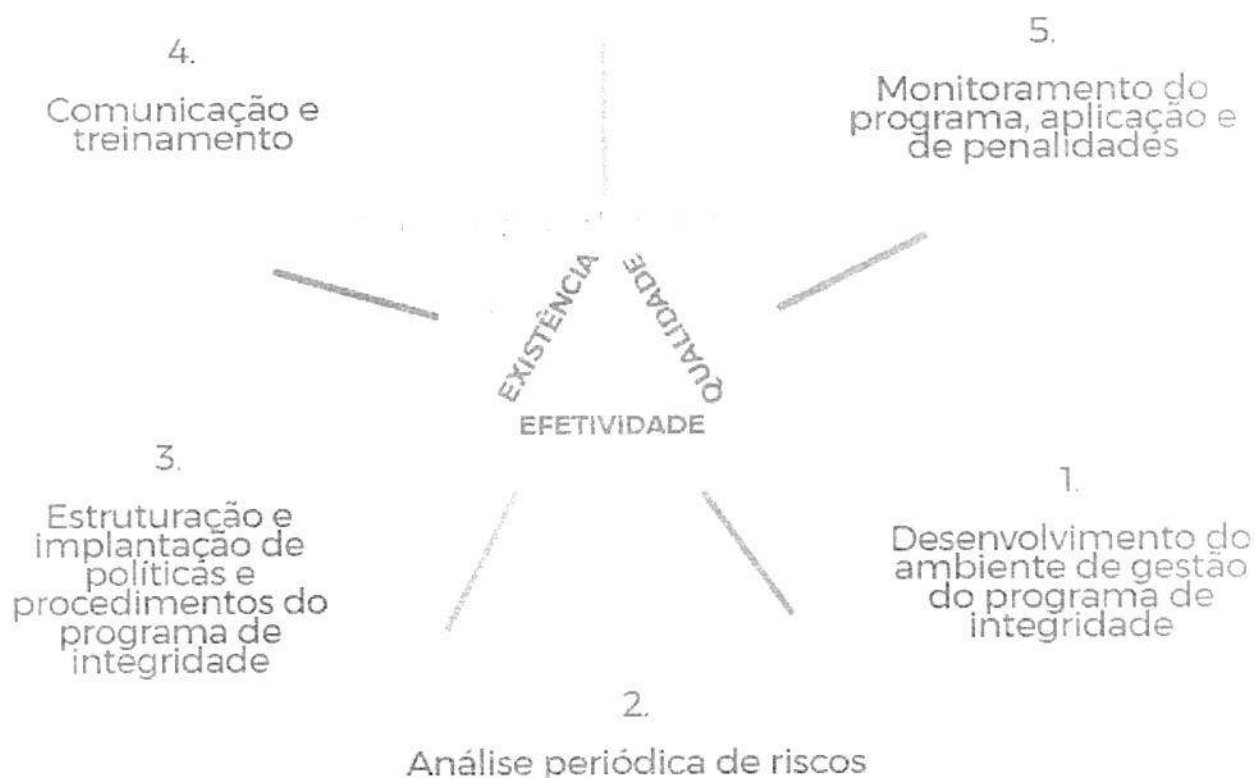 4.
Comunicação e
treinamento
5.
Monitoramento do
programa, aplicação e
de penalidades
EXISTÊNCIA
QUALIDADE
EFETIVIDADE
3.
Estruturação e
implantação de
políticas e
procedimentos do
programa de
integridade
1.
Desenvolvimento do
ambiente de gestão
do programa de
integridade
2.
Análise periódica de riscos